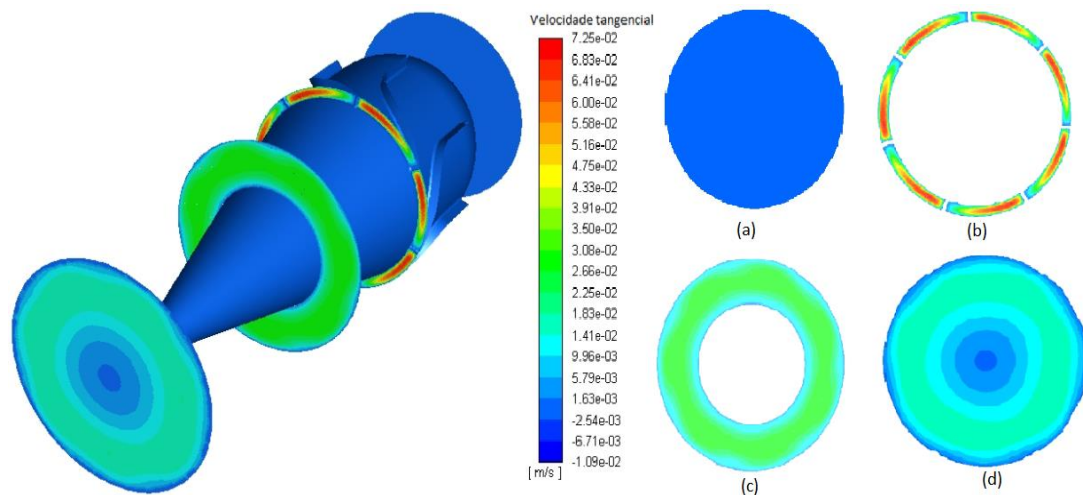 Velocidade tangencial
7.25e-02
6.83e-02
6.41e-02
6.00e-02
5.58e-02
5.16e-02
4.75e-02
4.33e-02
3.91e-02
3.50e-02
3.08e-02
2.66e-02
2.25e-02
1.83e-02
1.41e-02
9.96e-03
5.79e-03
1.63e-03
-2.54e-03
-6.71e-03
-1.09e-02
[ m/s ]
(a)
(b)
(c)
(d)